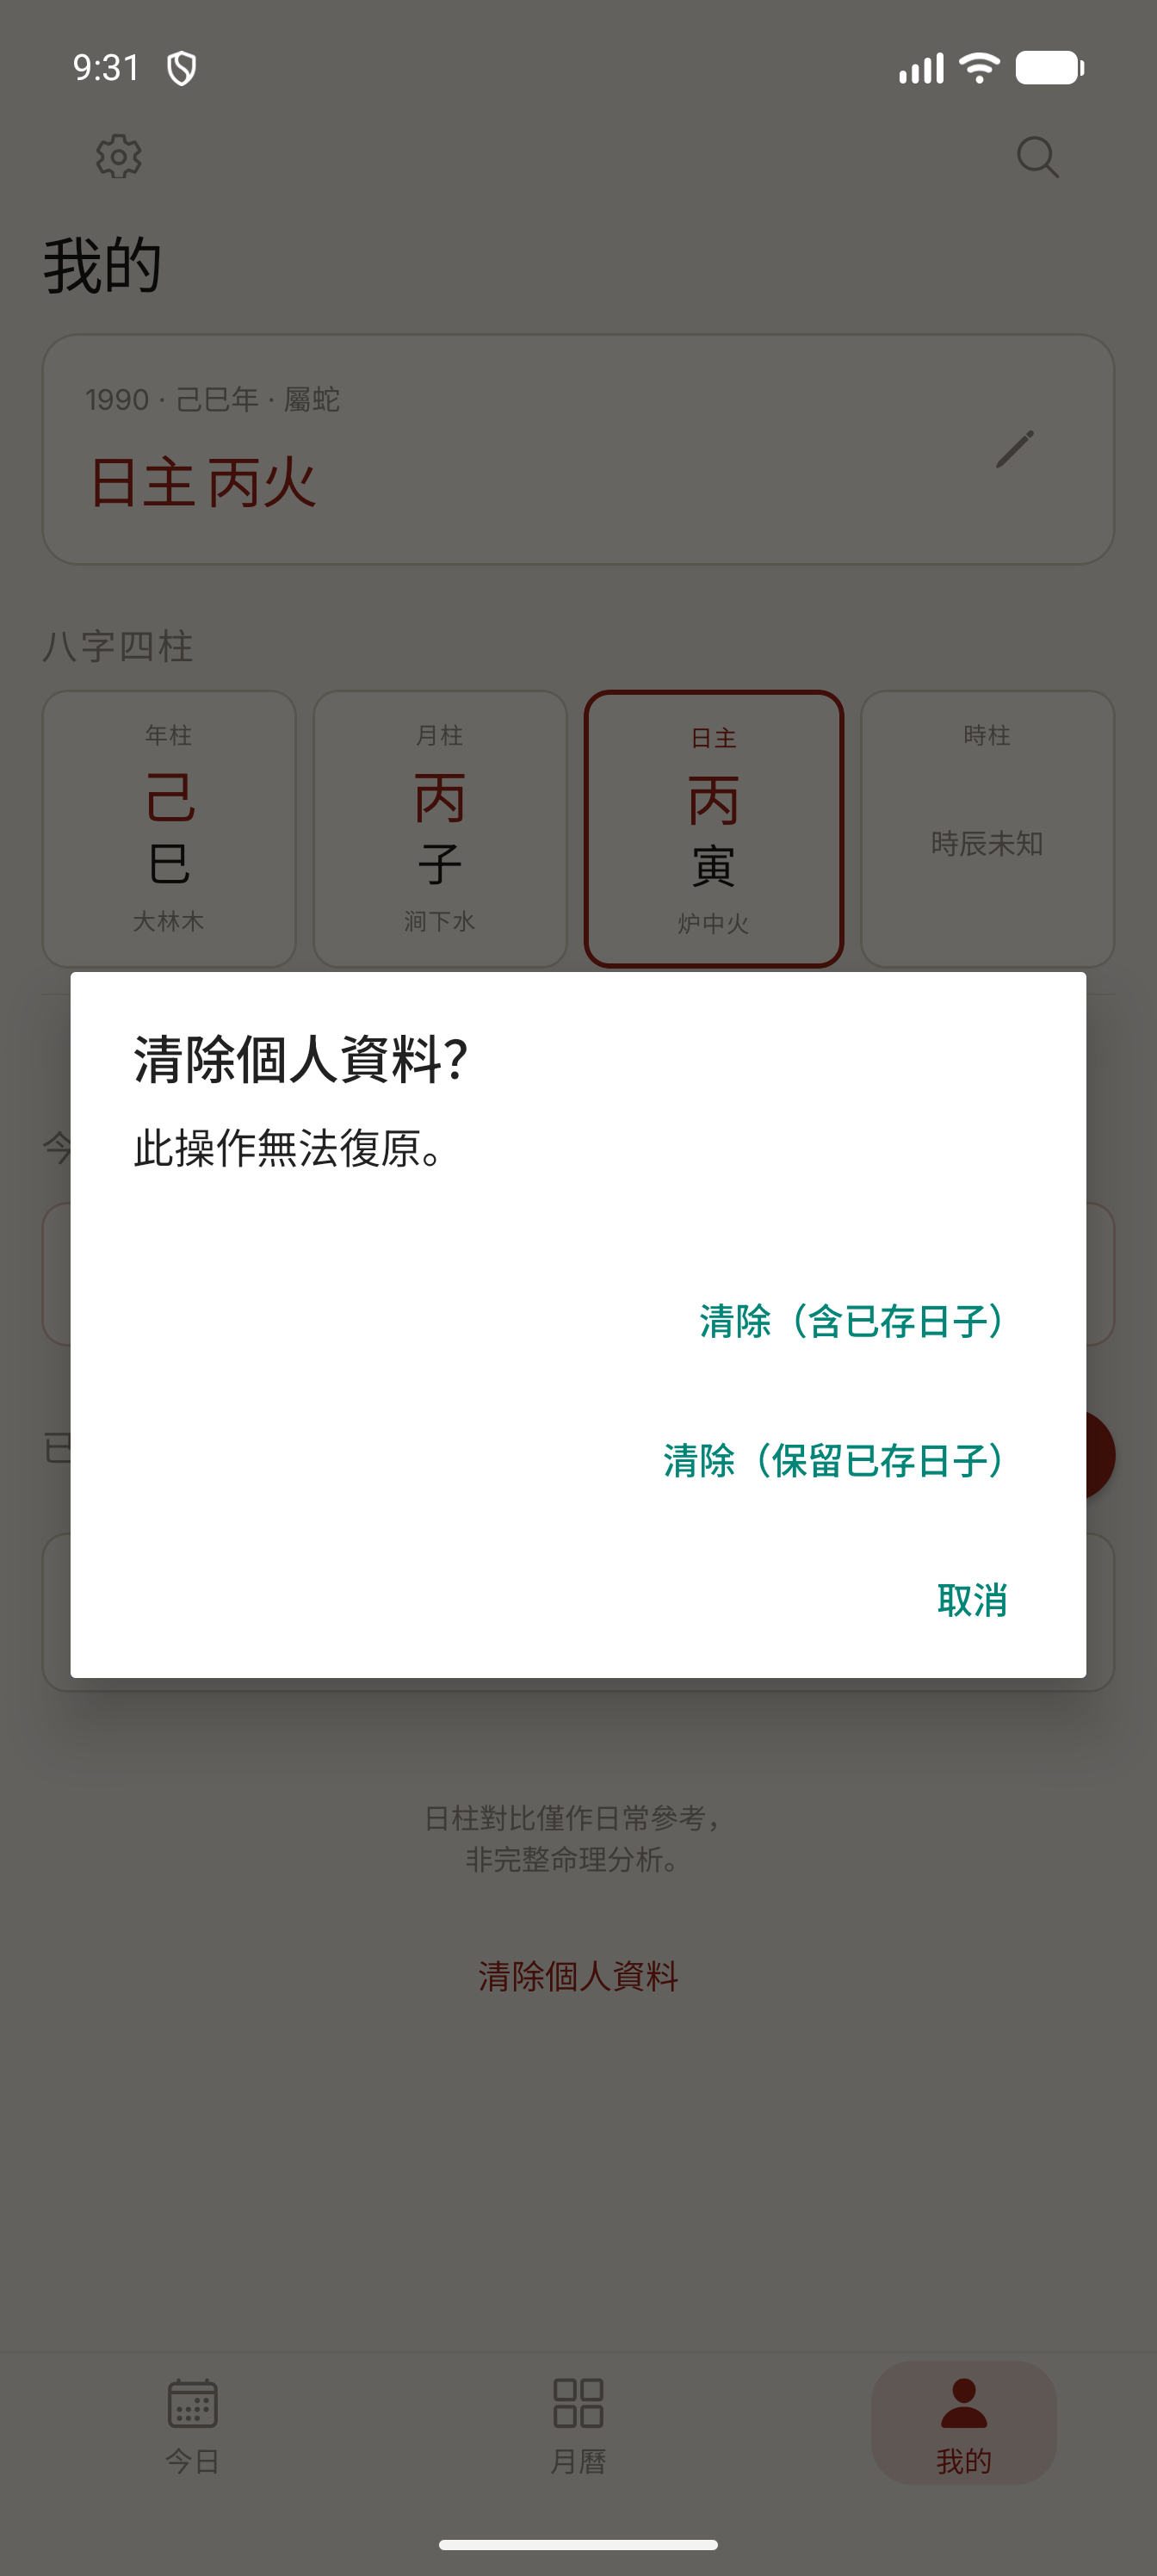 9:31
我的
1990 · 己巳年 · 屬蛇
日主 丙火
八字四柱
年柱
己
巳
大林木
月柱
丙
子
涧下水
日主
丙
寅
炉中火
時柱
時辰未知
清除個人資料？
此操作無法復原。
今
清除（含已存日子）
已
清除（保留已存日子）
取消
日柱對比僅作日常參考，
非完整命理分析。
清除個人資料
今日
月曆
我的